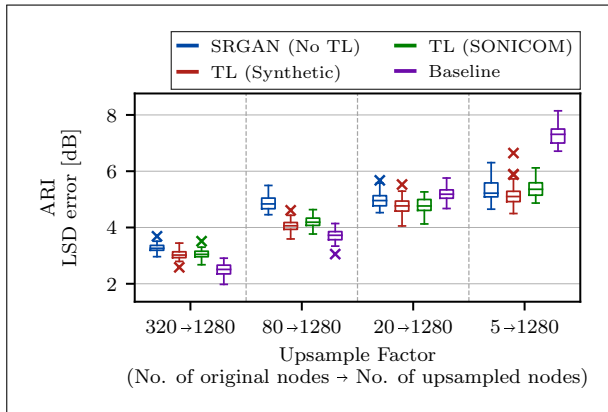 SRGAN (No TL)
TL (Synthetic)
TL (SONICOM)
Baseline
ARI
LSD error [dB]
8
6
4
2
320→1280 80→1280 20→1280 5→1280
Upsample Factor
(No. of original nodes → No. of upsampled nodes)